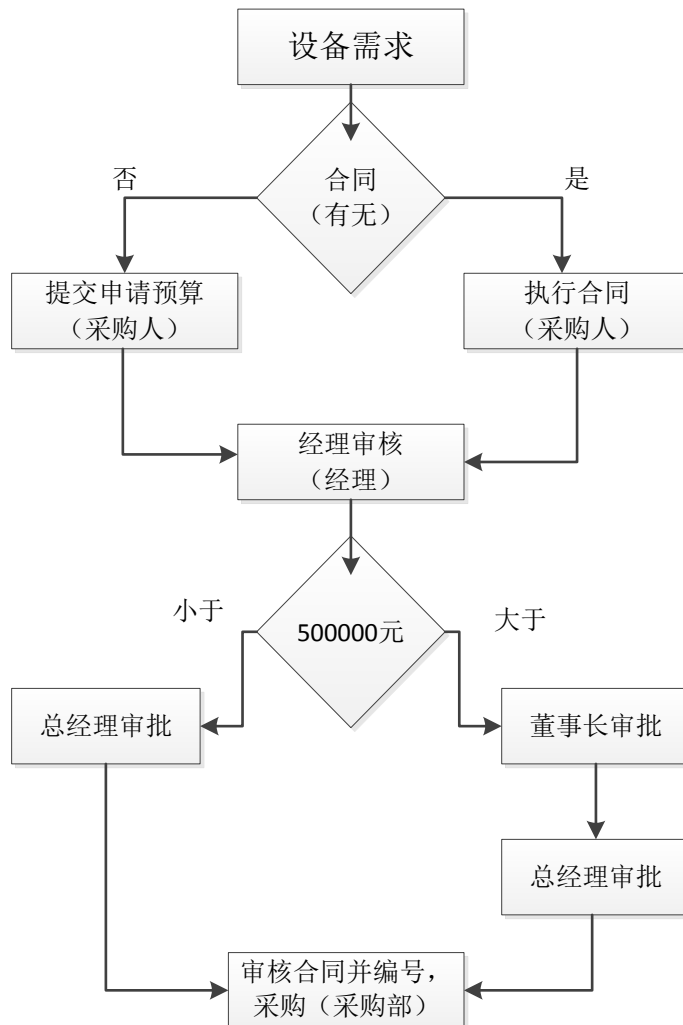 设备需求
合同
（有无）
否
是
提交申请预算
（采购人）
执行合同
（采购人）
经理审核
（经理）
500000元
小于
大于
总经理审批
董事长审批
总经理审批
审核合同并编号，
采购（采购部）